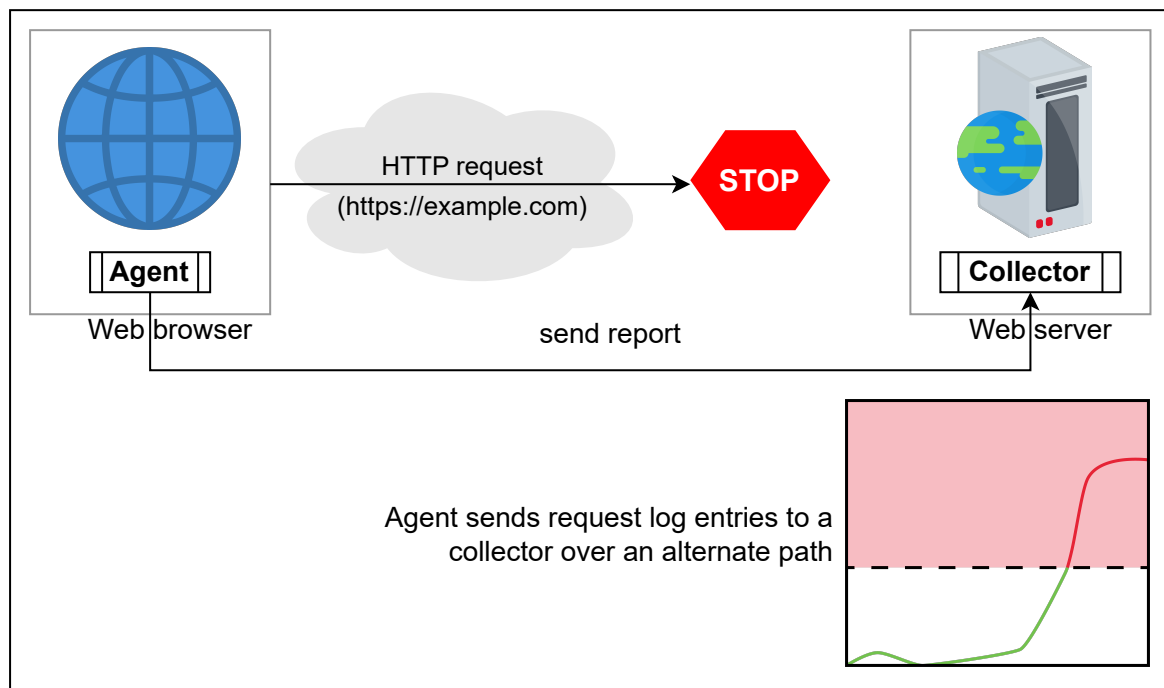 HTTP request
(https://example.com)
STOP
Agent
Collector
Web browser
send report
Web server
Agent sends request log entries to a
collector over an alternate path